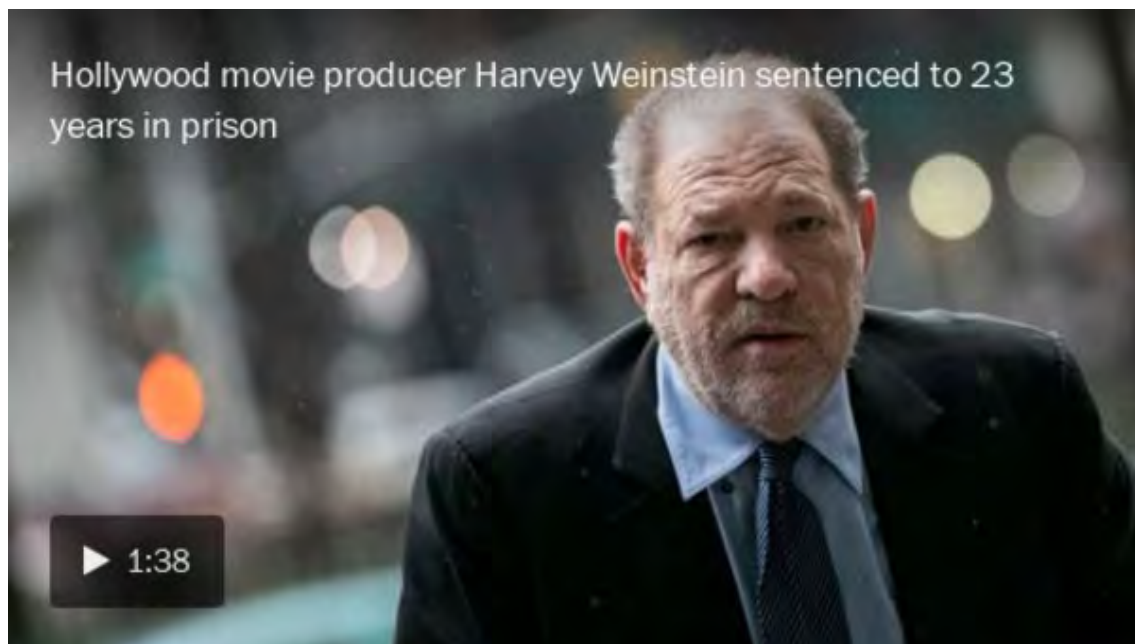 Hollywood movie producer Harvey Weinstein sentenced to 23
years in prison
1:38